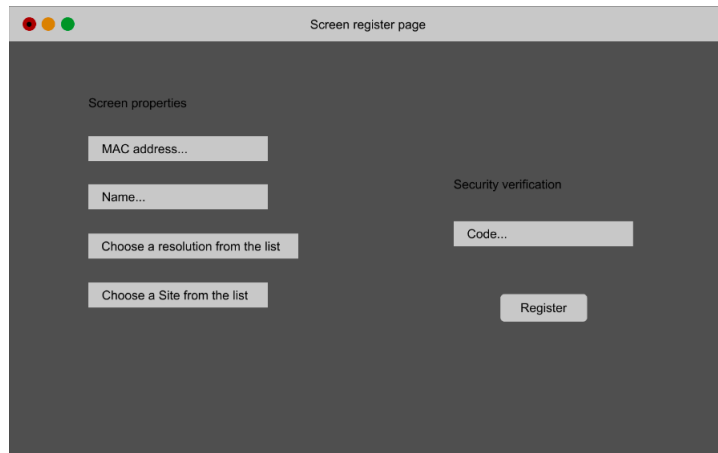 Screen register page
Screen properties
MAC address...
Name...
Choose a resolution from the list
Choose a Site from the list
Security verification
Code...
Register